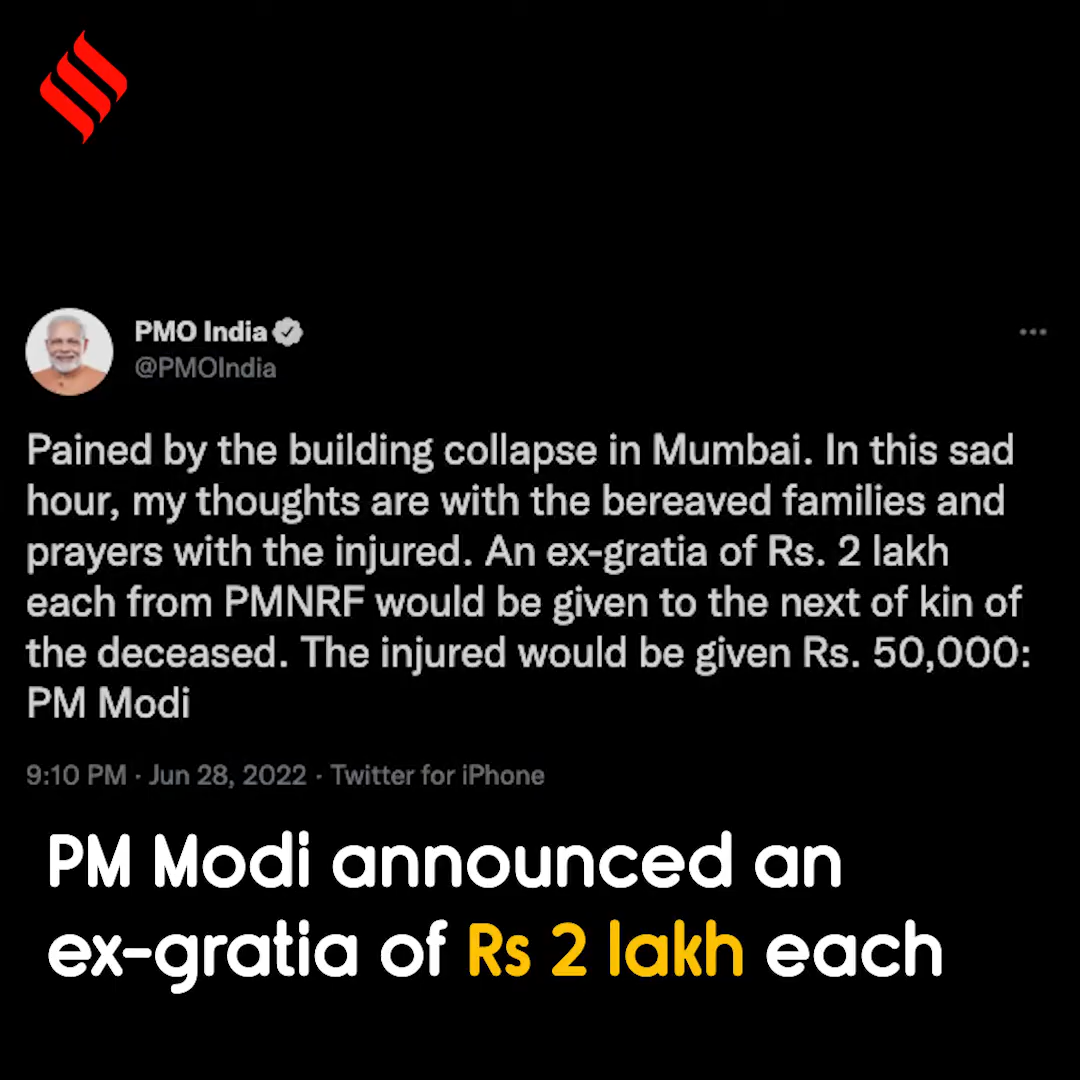 PMO India
@PMOIndia
Pained by the building collapse in Mumbai. In this sad
hour, my thoughts are with the bereaved families and
prayers with the injured. An ex-gratia of Rs. 2 lakh
each from PMNRF would be given to the next of kin of
the deceased. The injured would be given Rs. 50,000:
PM Modi
9:10 PM · Jun 28, 2022 · Twitter for iPhone
PM Modi announced an
ex-gratia of Rs 2 lakh each